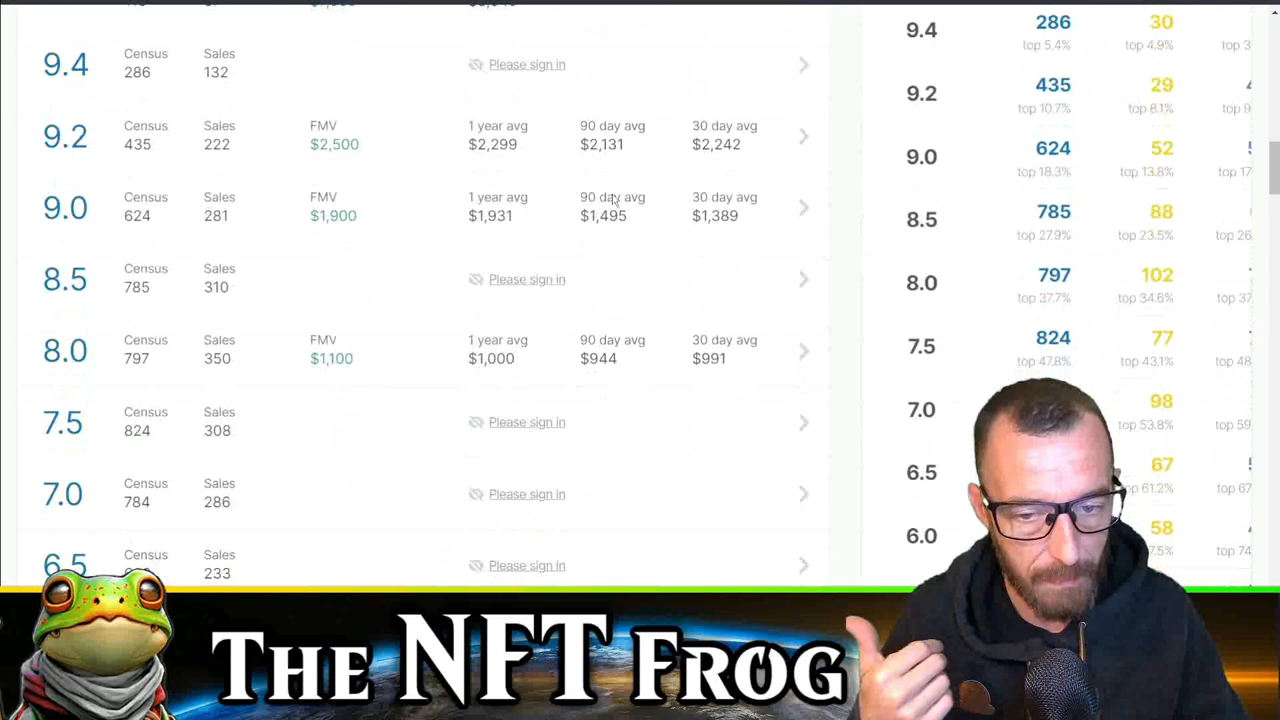 9.4
Census
286
Sales
132
Please sign in
9.2
Census
435
Sales
222
FMV
$2,500
1 year avg
$2,299
90 day avg
$2,131
30 day avg
$2,242
9.0
Census
624
Sales
281
FMV
$1,900
1 year avg
$1,931
90 day avg
$1,495
30 day avg
$1,389
8.5
Census
785
Sales
310
Please sign in
8.0
Census
797
Sales
350
FMV
$1,100
1 year avg
$1,000
90 day avg
$944
30 day avg
$991
7.5
Census
824
Sales
308
Please sign in
7.0
Census
784
Sales
286
Please sign in
6.5
Census
Sales
233
Please sign in
9.4
286
top 5.4%
30
top 4.9%
9.2
435
top 10.7%
29
top 8.1%
9.0
624
top 18.3%
52
top 13.8%
8.5
785
top 27.9%
88
top 23.5%
8.0
797
top 37.7%
102
top 34.6%
7.5
824
top 47.8%
77
top 43.1%
7.0
98
top 53.8%
6.5
67
top 61.2%
6.0
58
THE NFT FROG